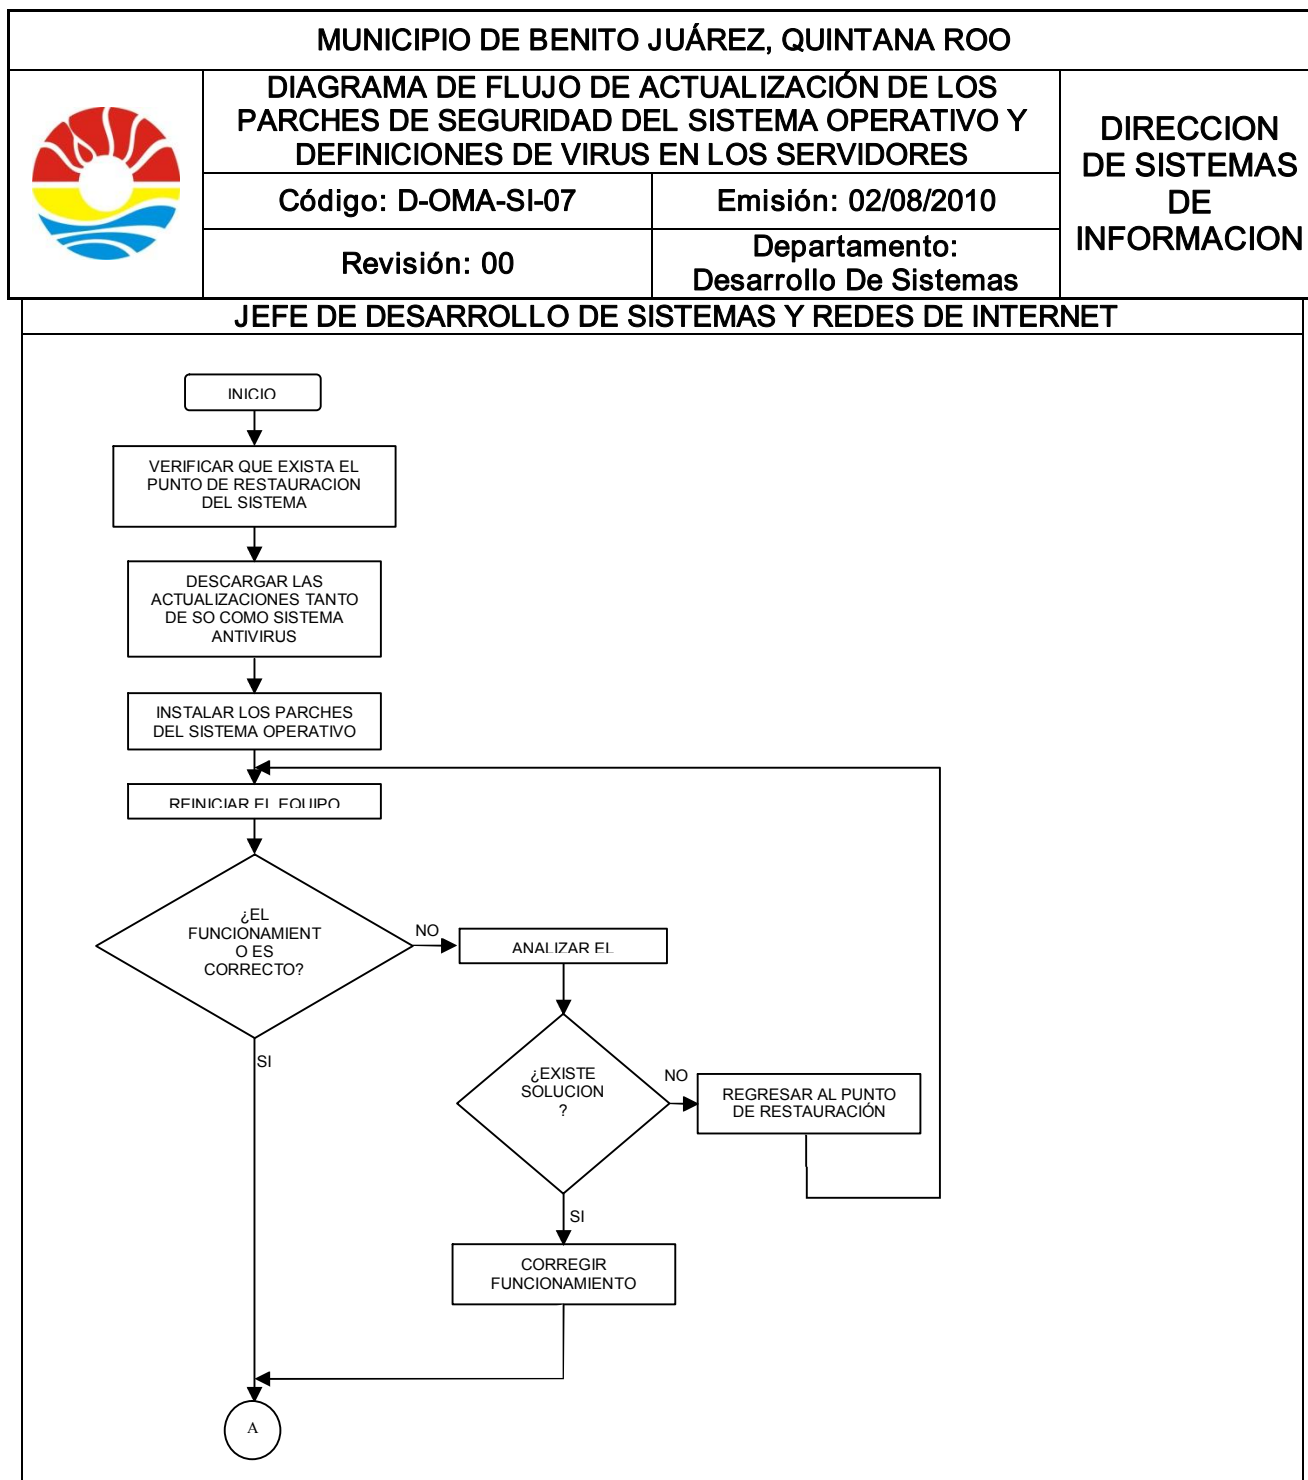 MUNICIPIO DE BENITO JUÁREZ, QUINTANA ROO
DIAGRAMA DE FLUJO DE ACTUALIZACIÓN DE LOS
PARCHES DE SEGURIDAD DEL SISTEMA OPERATIVO Y
DEFINICIONES DE VIRUS EN LOS SERVIDORES
Código: D-OMA-SI-07
Emisión: 02/08/2010
Revisión: 00
Departamento:
Desarrollo De Sistemas
DIRECCION
DE SISTEMAS
DE
INFORMACION
JEFE DE DESARROLLO DE SISTEMAS Y REDES DE INTERNET
INICIO
VERIFICAR QUE EXISTA EL
PUNTO DE RESTAURACION
DEL SISTEMA
DESCARGAR LAS
ACTUALIZACIONES TANTO
DE SO COMO SISTEMA
ANTIVIRUS
INSTALAR LOS PARCHES
DEL SISTEMA OPERATIVO
REINICIAR EL EQUIPO
¿EL
FUNCIONAMIENT
O ES
CORRECTO?
NO
ANALIZAR EL
SI
¿EXISTE
SOLUCION
?
NO
REGRESAR AL PUNTO
DE RESTAURACIÓN
SI
CORREGIR
FUNCIONAMIENTO
A